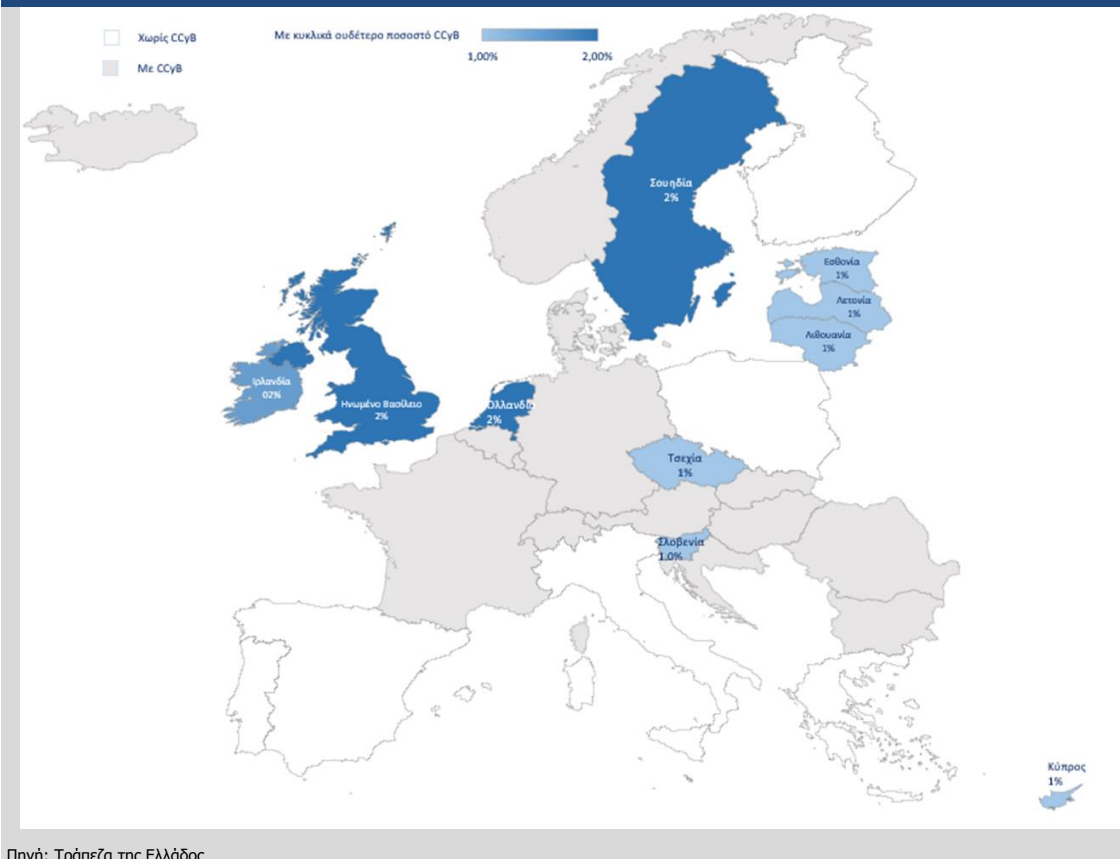 Χωρίς CCyB
Με CCyB
Με κυκλικά ουδέτερο ποσοστό CCyB
1,00%
2,00%
Σουηδία
2%
Εσθονία
1%
Λετονία
1%
Λιθουανία
1%
Ιρλανδία
02%
Ηνωμένο Βασίλειο
2%
Ολλανδία
2%
Τσεχία
1%
Σλοβενία
1.0%
Κύπρος
1%
Πηγή: Τράπεζα της Ελλάδος